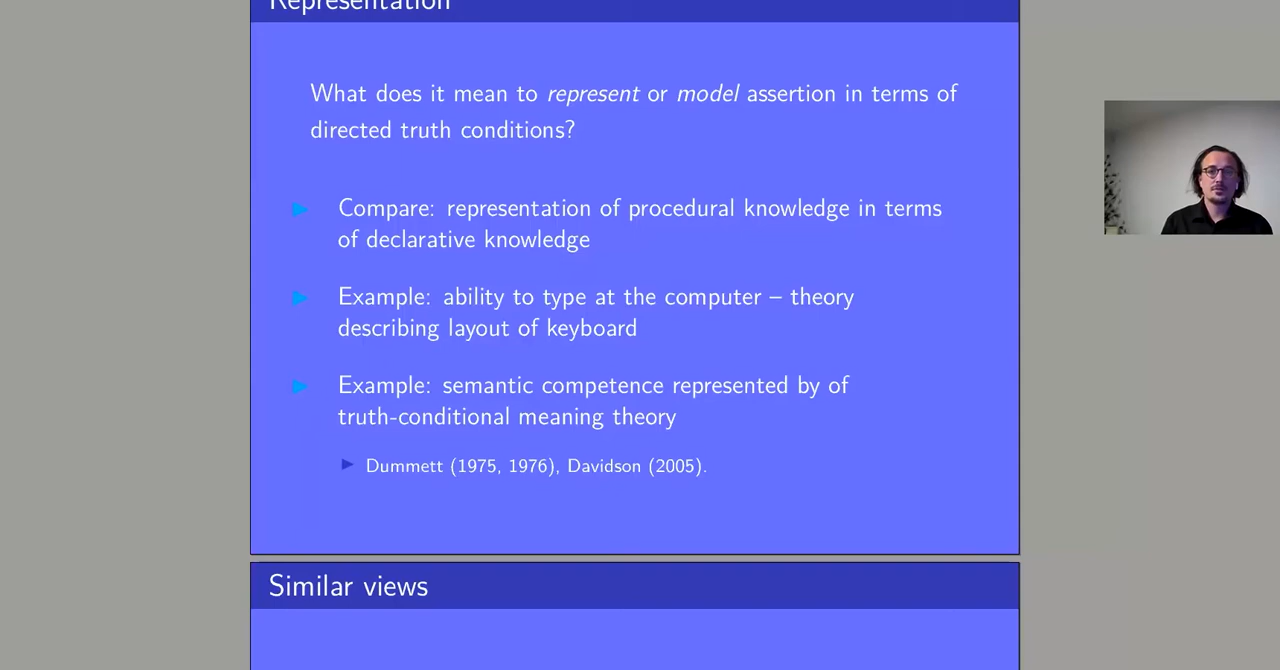 Representation
What does it mean to represent or model assertion in terms of
directed truth conditions?
Compare: representation of procedural knowledge in terms
of declarative knowledge
Example: ability to type at the computer – theory
describing layout of keyboard
Example: semantic competence represented by of
truth-conditional meaning theory
Dummett (1975, 1976), Davidson (2005).
Similar views